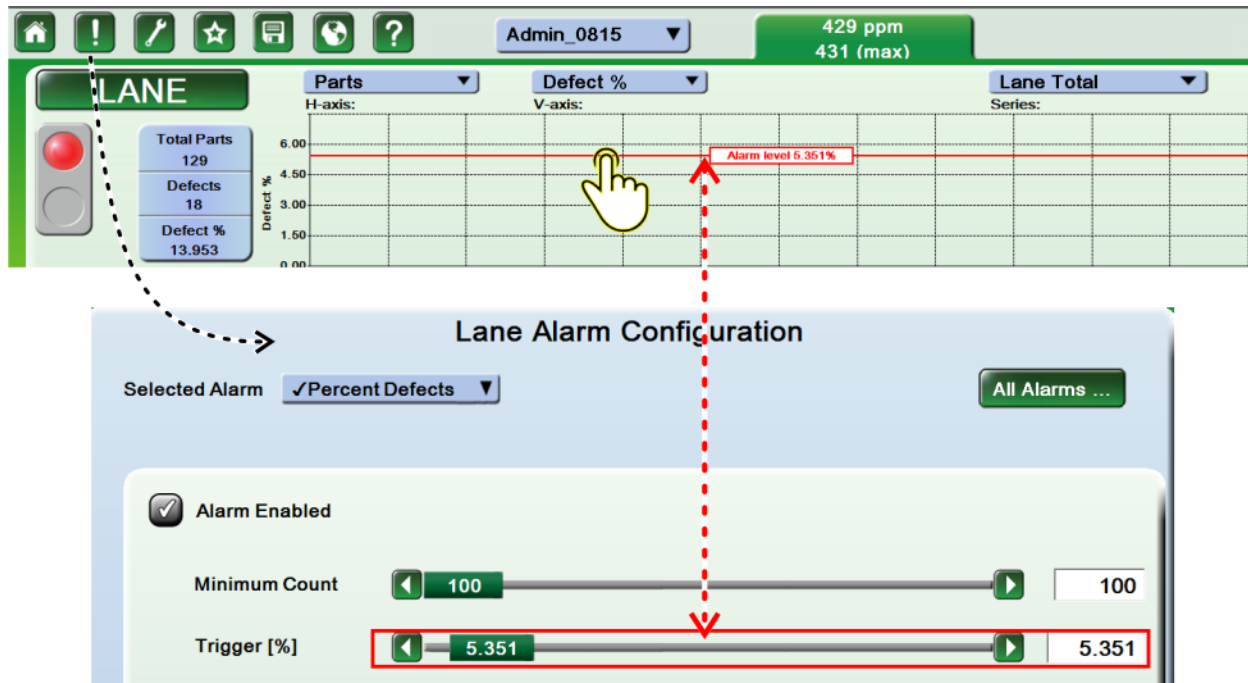 Admin_0815
429 ppm
431 (max)
LANE
Parts
H-axis:
Defect %
V-axis:
Lane Total
Series:
Total Parts
129
Defects
18
Defect %
13.953
Defect %
6.00
4.50
3.00
1.50
0.00
Alarm level 5.351%
Lane Alarm Configuration
Selected Alarm ✓Percent Defects
All Alarms ...
Alarm Enabled
Minimum Count 100 100
Trigger [%] 5.351 5.351